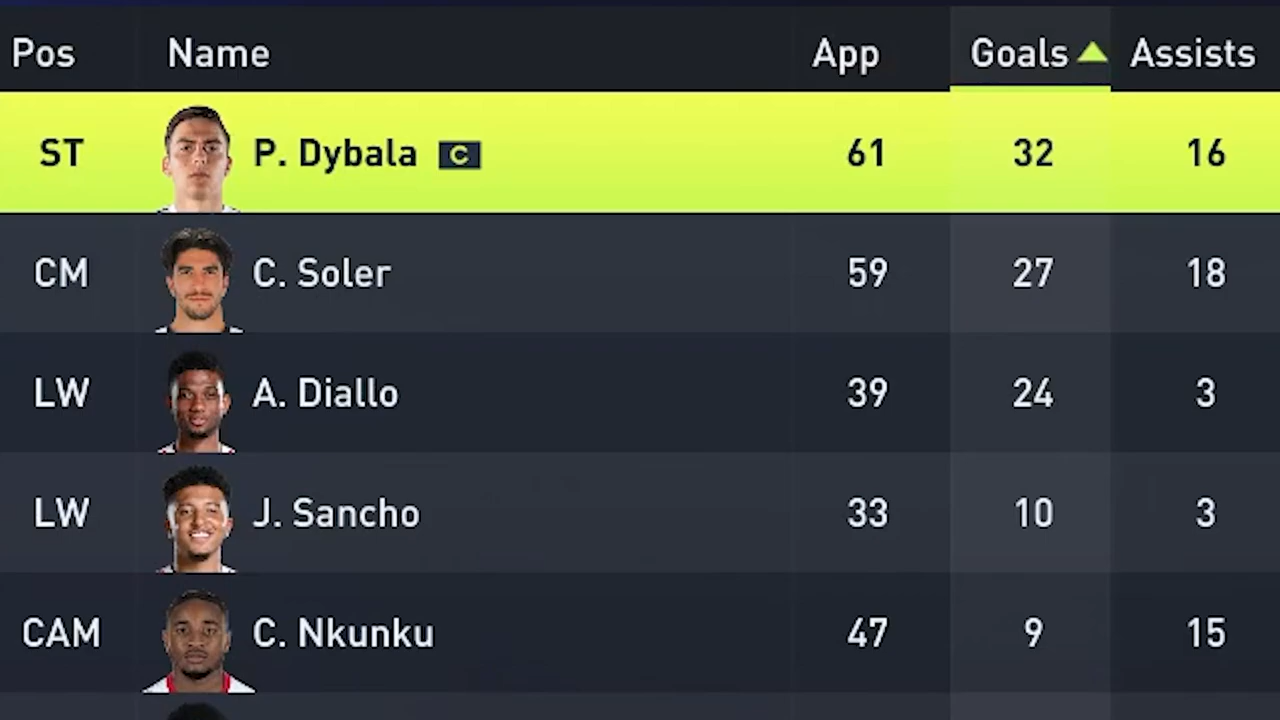 Pos Name App Goals Assists
ST P. Dybala C 61 32 16
CM C. Soler 59 27 18
LW A. Diallo 39 24 3
LW J. Sancho 33 10 3
CAM C. Nkunku 47 9 15